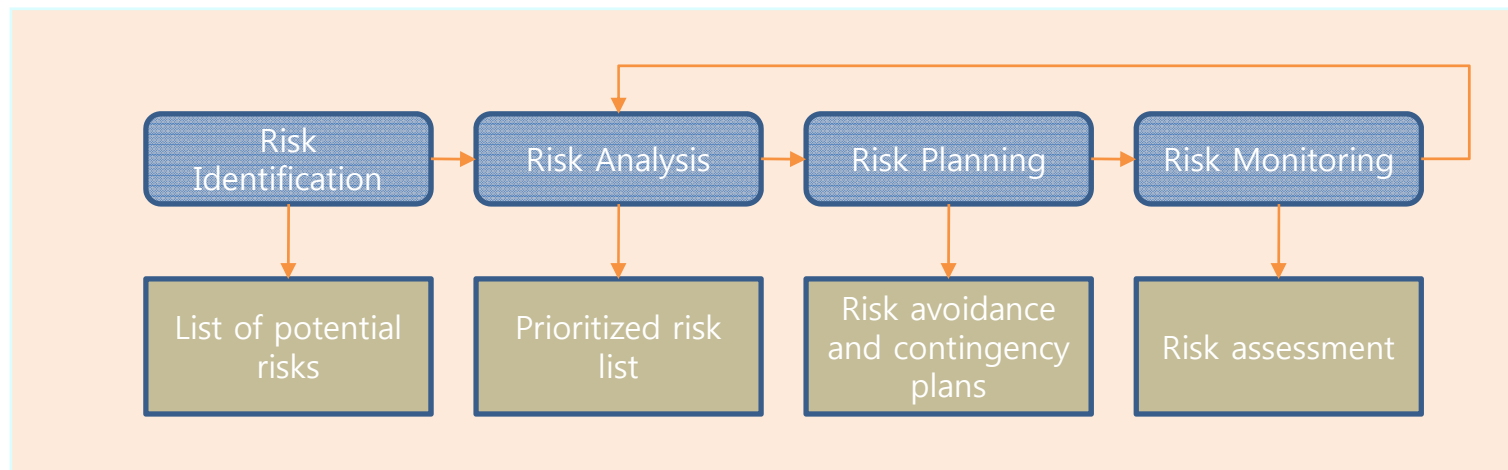 Risk
Identification
Risk Analysis
Risk Planning
Risk Monitoring
List of potential
risks
Prioritized risk
list
Risk avoidance
and contingency
plans
Risk assessment